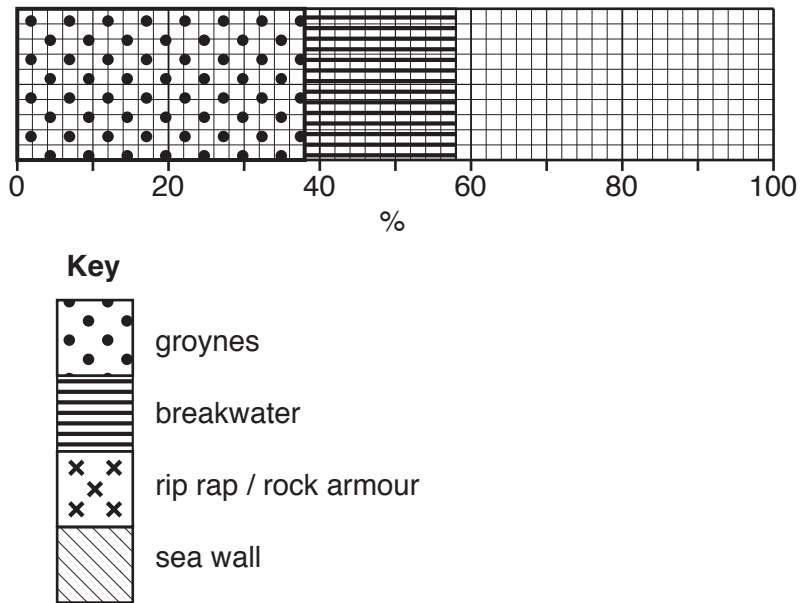 0 20 40 60 80 100
%
Key
groynes
breakwater
rip rap / rock armour
sea wall